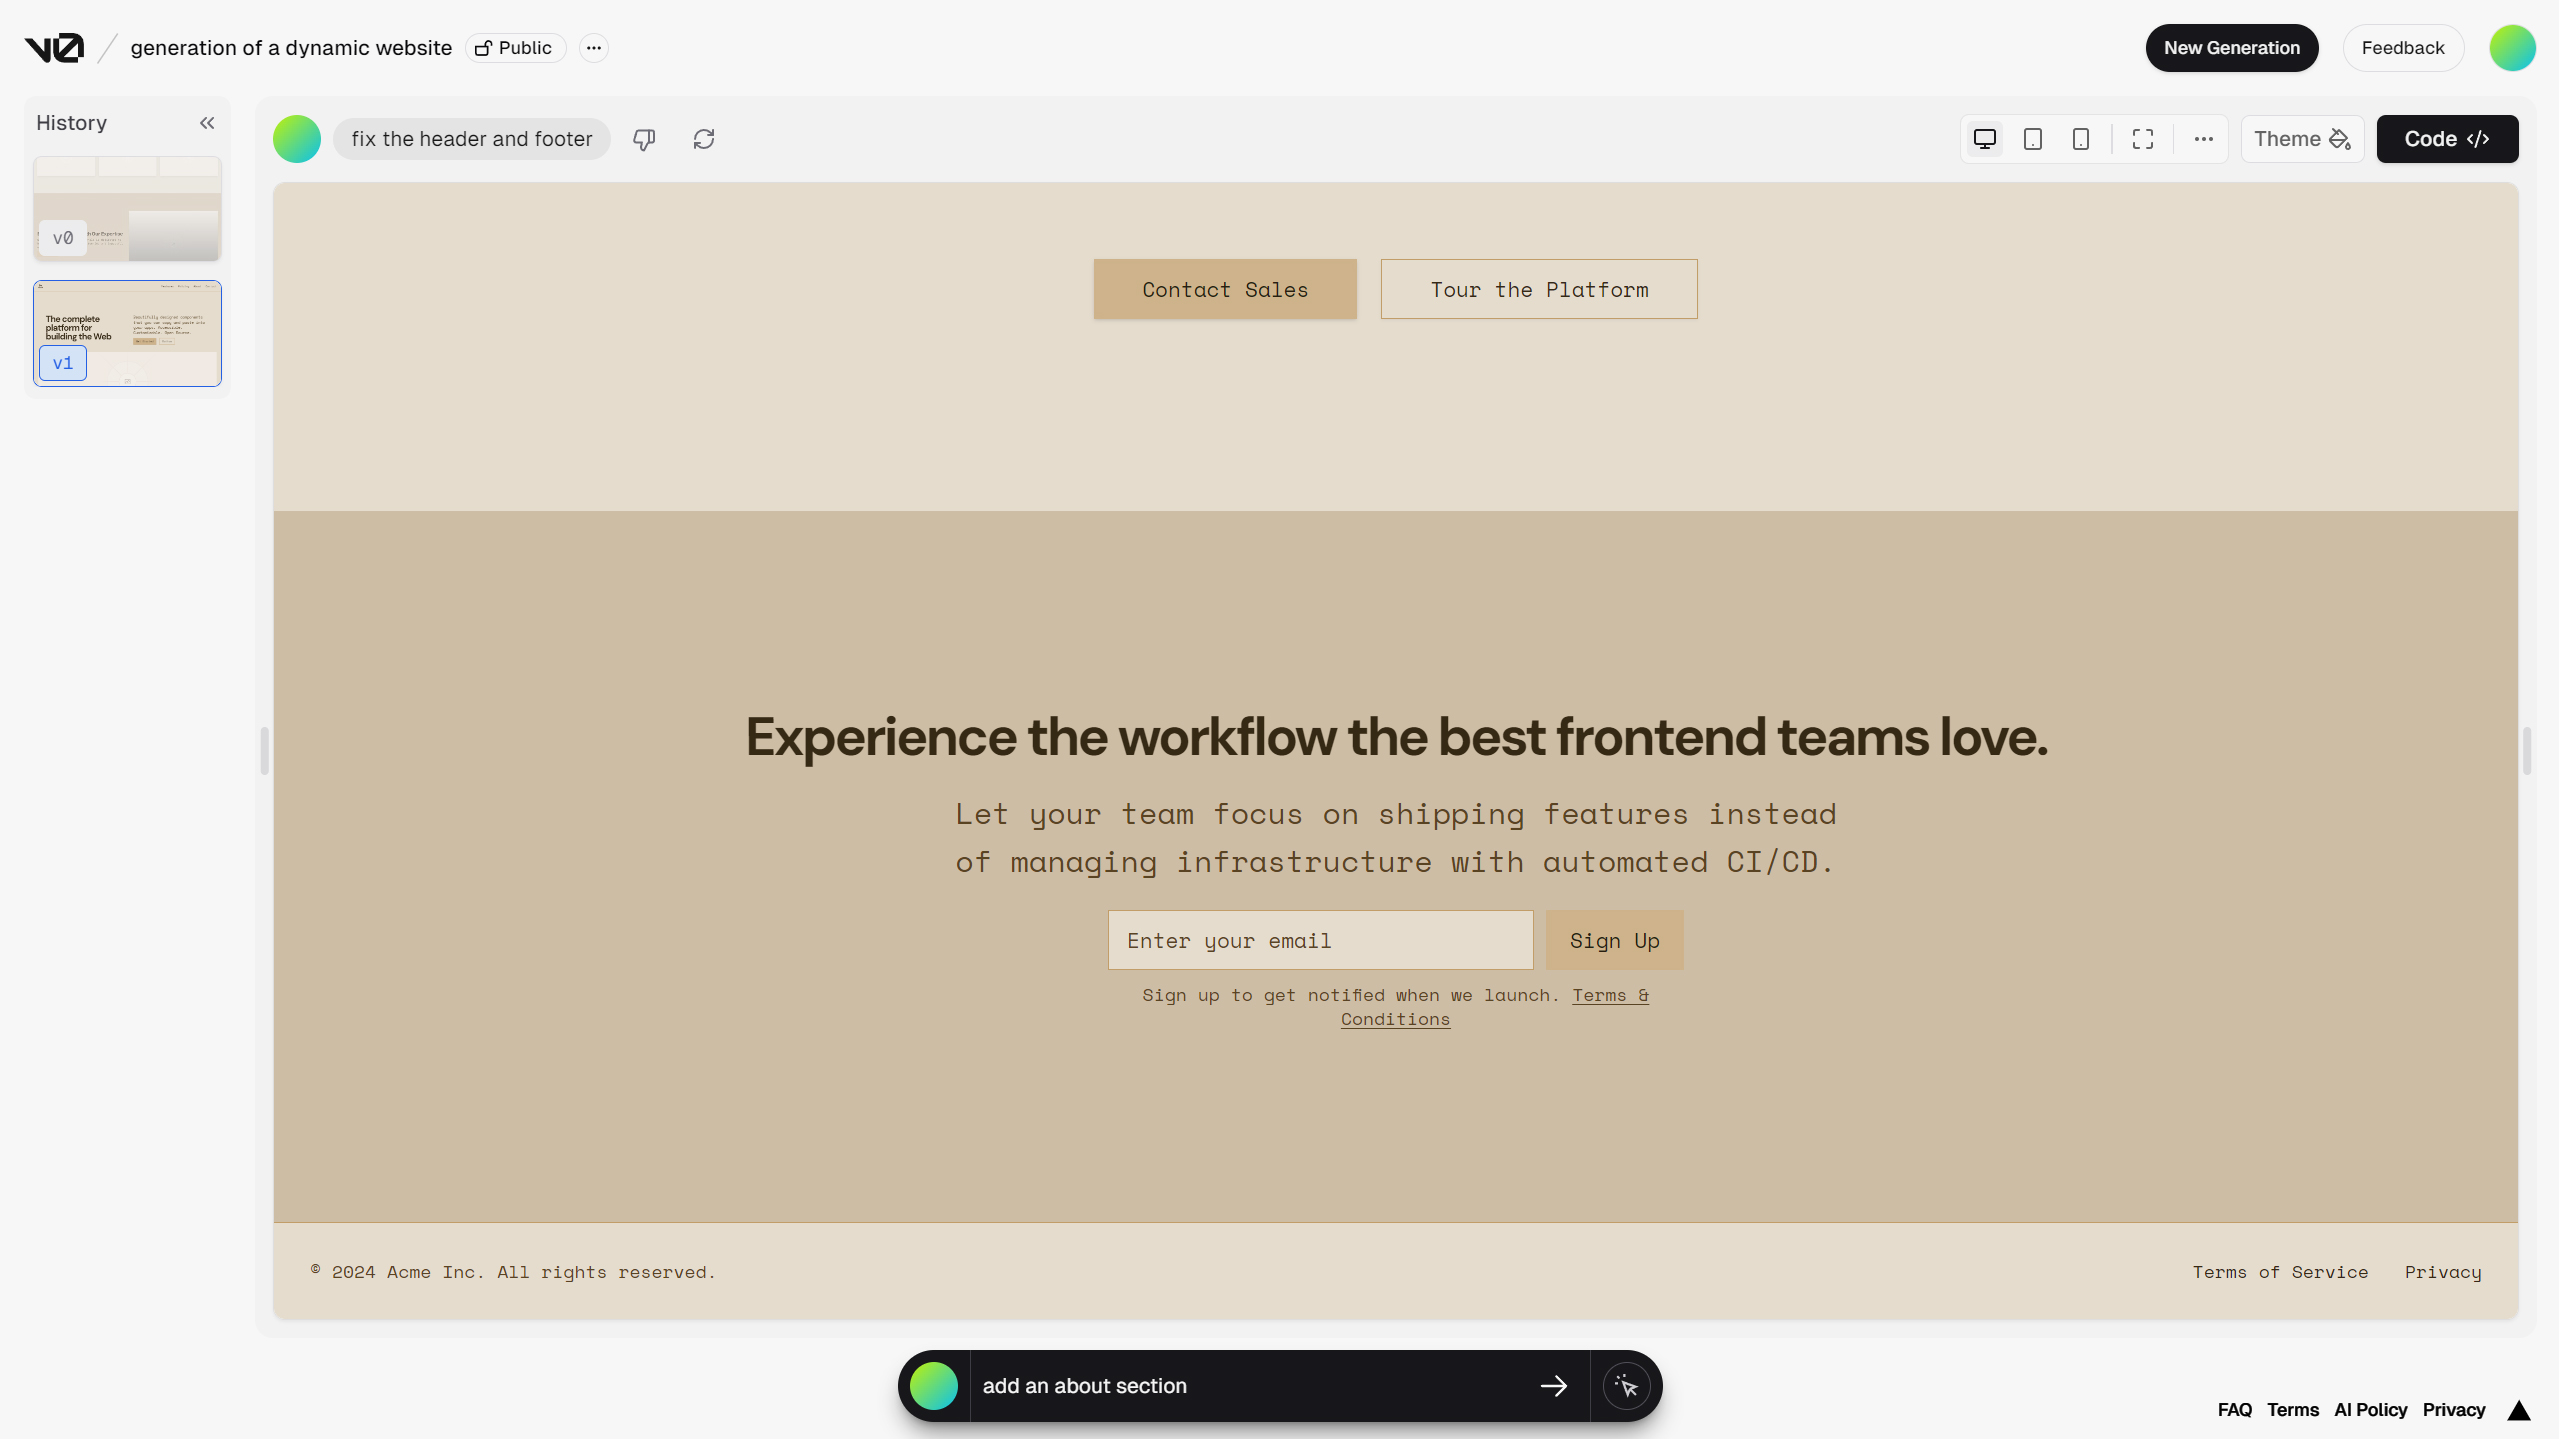 v0
generation of a dynamic website
Public
New Generation
Feedback
History
v0
The complete
platform for
building the Web
v1
fix the header and footer
Theme
Code
Contact Sales
Tour the Platform
Experience the workflow the best frontend teams love.
Let your team focus on shipping features instead
of managing infrastructure with automated CI/CD.
Enter your email
Sign Up
Sign up to get notified when we launch. Terms &
Conditions
© 2024 Acme Inc. All rights reserved.
Terms of Service
Privacy
add an about section
FAQ
Terms
AI Policy
Privacy